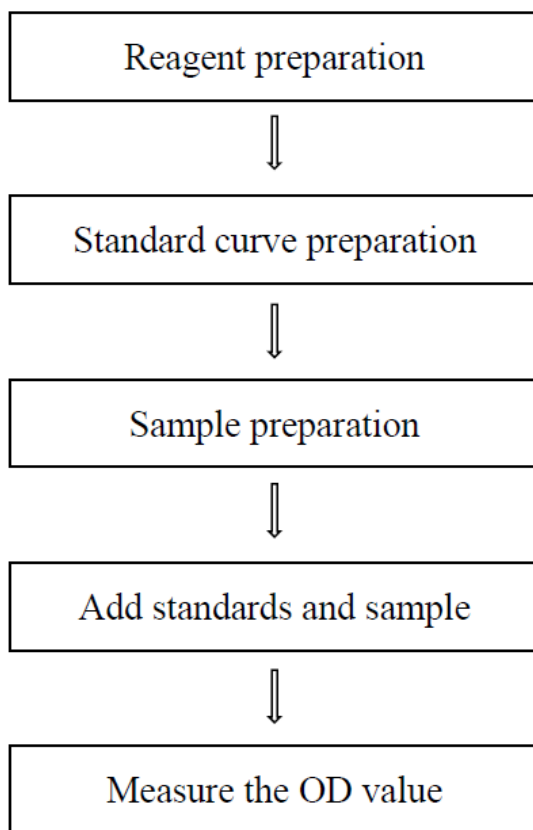 Reagent preparation
Standard curve preparation
Sample preparation
Add standards and sample
Measure the OD value